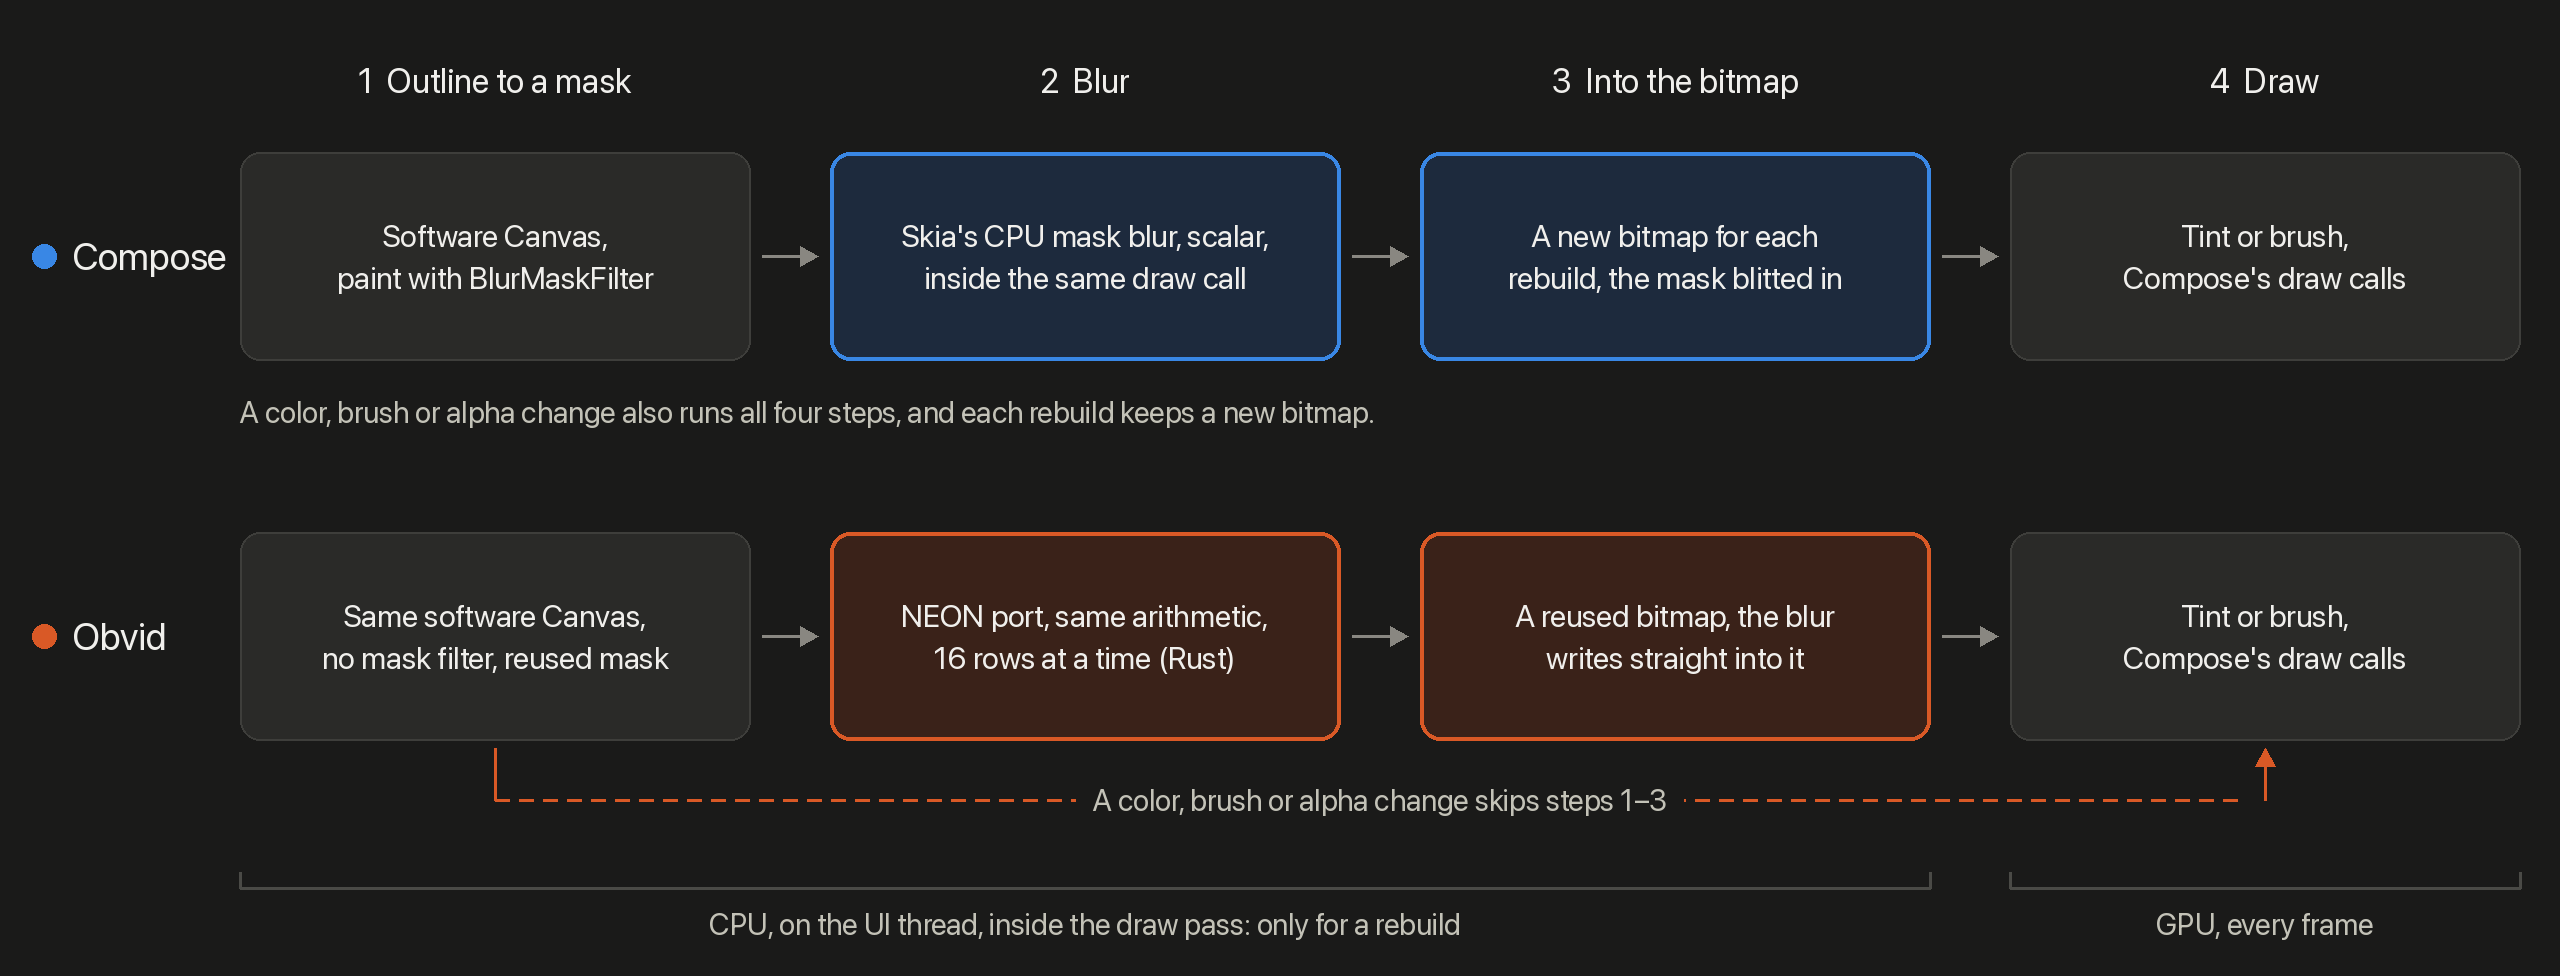 1 Outline to a mask
2 Blur
3 Into the bitmap
4 Draw
Compose
Software Canvas,
paint with BlurMaskFilter
Skia's CPU mask blur, scalar,
inside the same draw call
A new bitmap for each
rebuild, the mask blitted in
Tint or brush,
Compose's draw calls
A color, brush or alpha change also runs all four steps, and each rebuild keeps a new bitmap.
Obvid
Same software Canvas,
no mask filter, reused mask
NEON port, same arithmetic,
16 rows at a time (Rust)
A reused bitmap, the blur
writes straight into it
Tint or brush,
Compose's draw calls
A color, brush or alpha change skips steps 1–3
CPU, on the UI thread, inside the draw pass: only for a rebuild
GPU, every frame